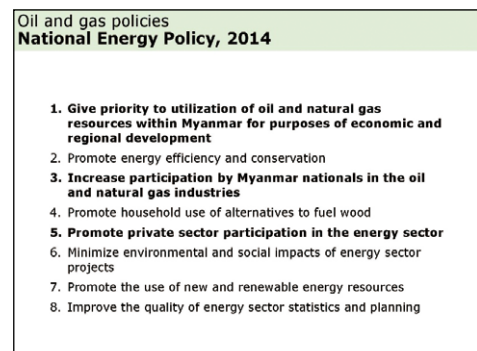 Oil and gas policies
National Energy Policy, 2014
1. Give priority to utilization of oil and natural gas
resources within Myanmar for purposes of economic and
regional development
2. Promote energy efficiency and conservation
3. Increase participation by Myanmar nationals in the oil
and natural gas industries
4. Promote household use of alternatives to fuel wood
5. Promote private sector participation in the energy sector
6. Minimize environmental and social impacts of energy sector
projects
7. Promote the use of new and renewable energy resources
8. Improve the quality of energy sector statistics and planning